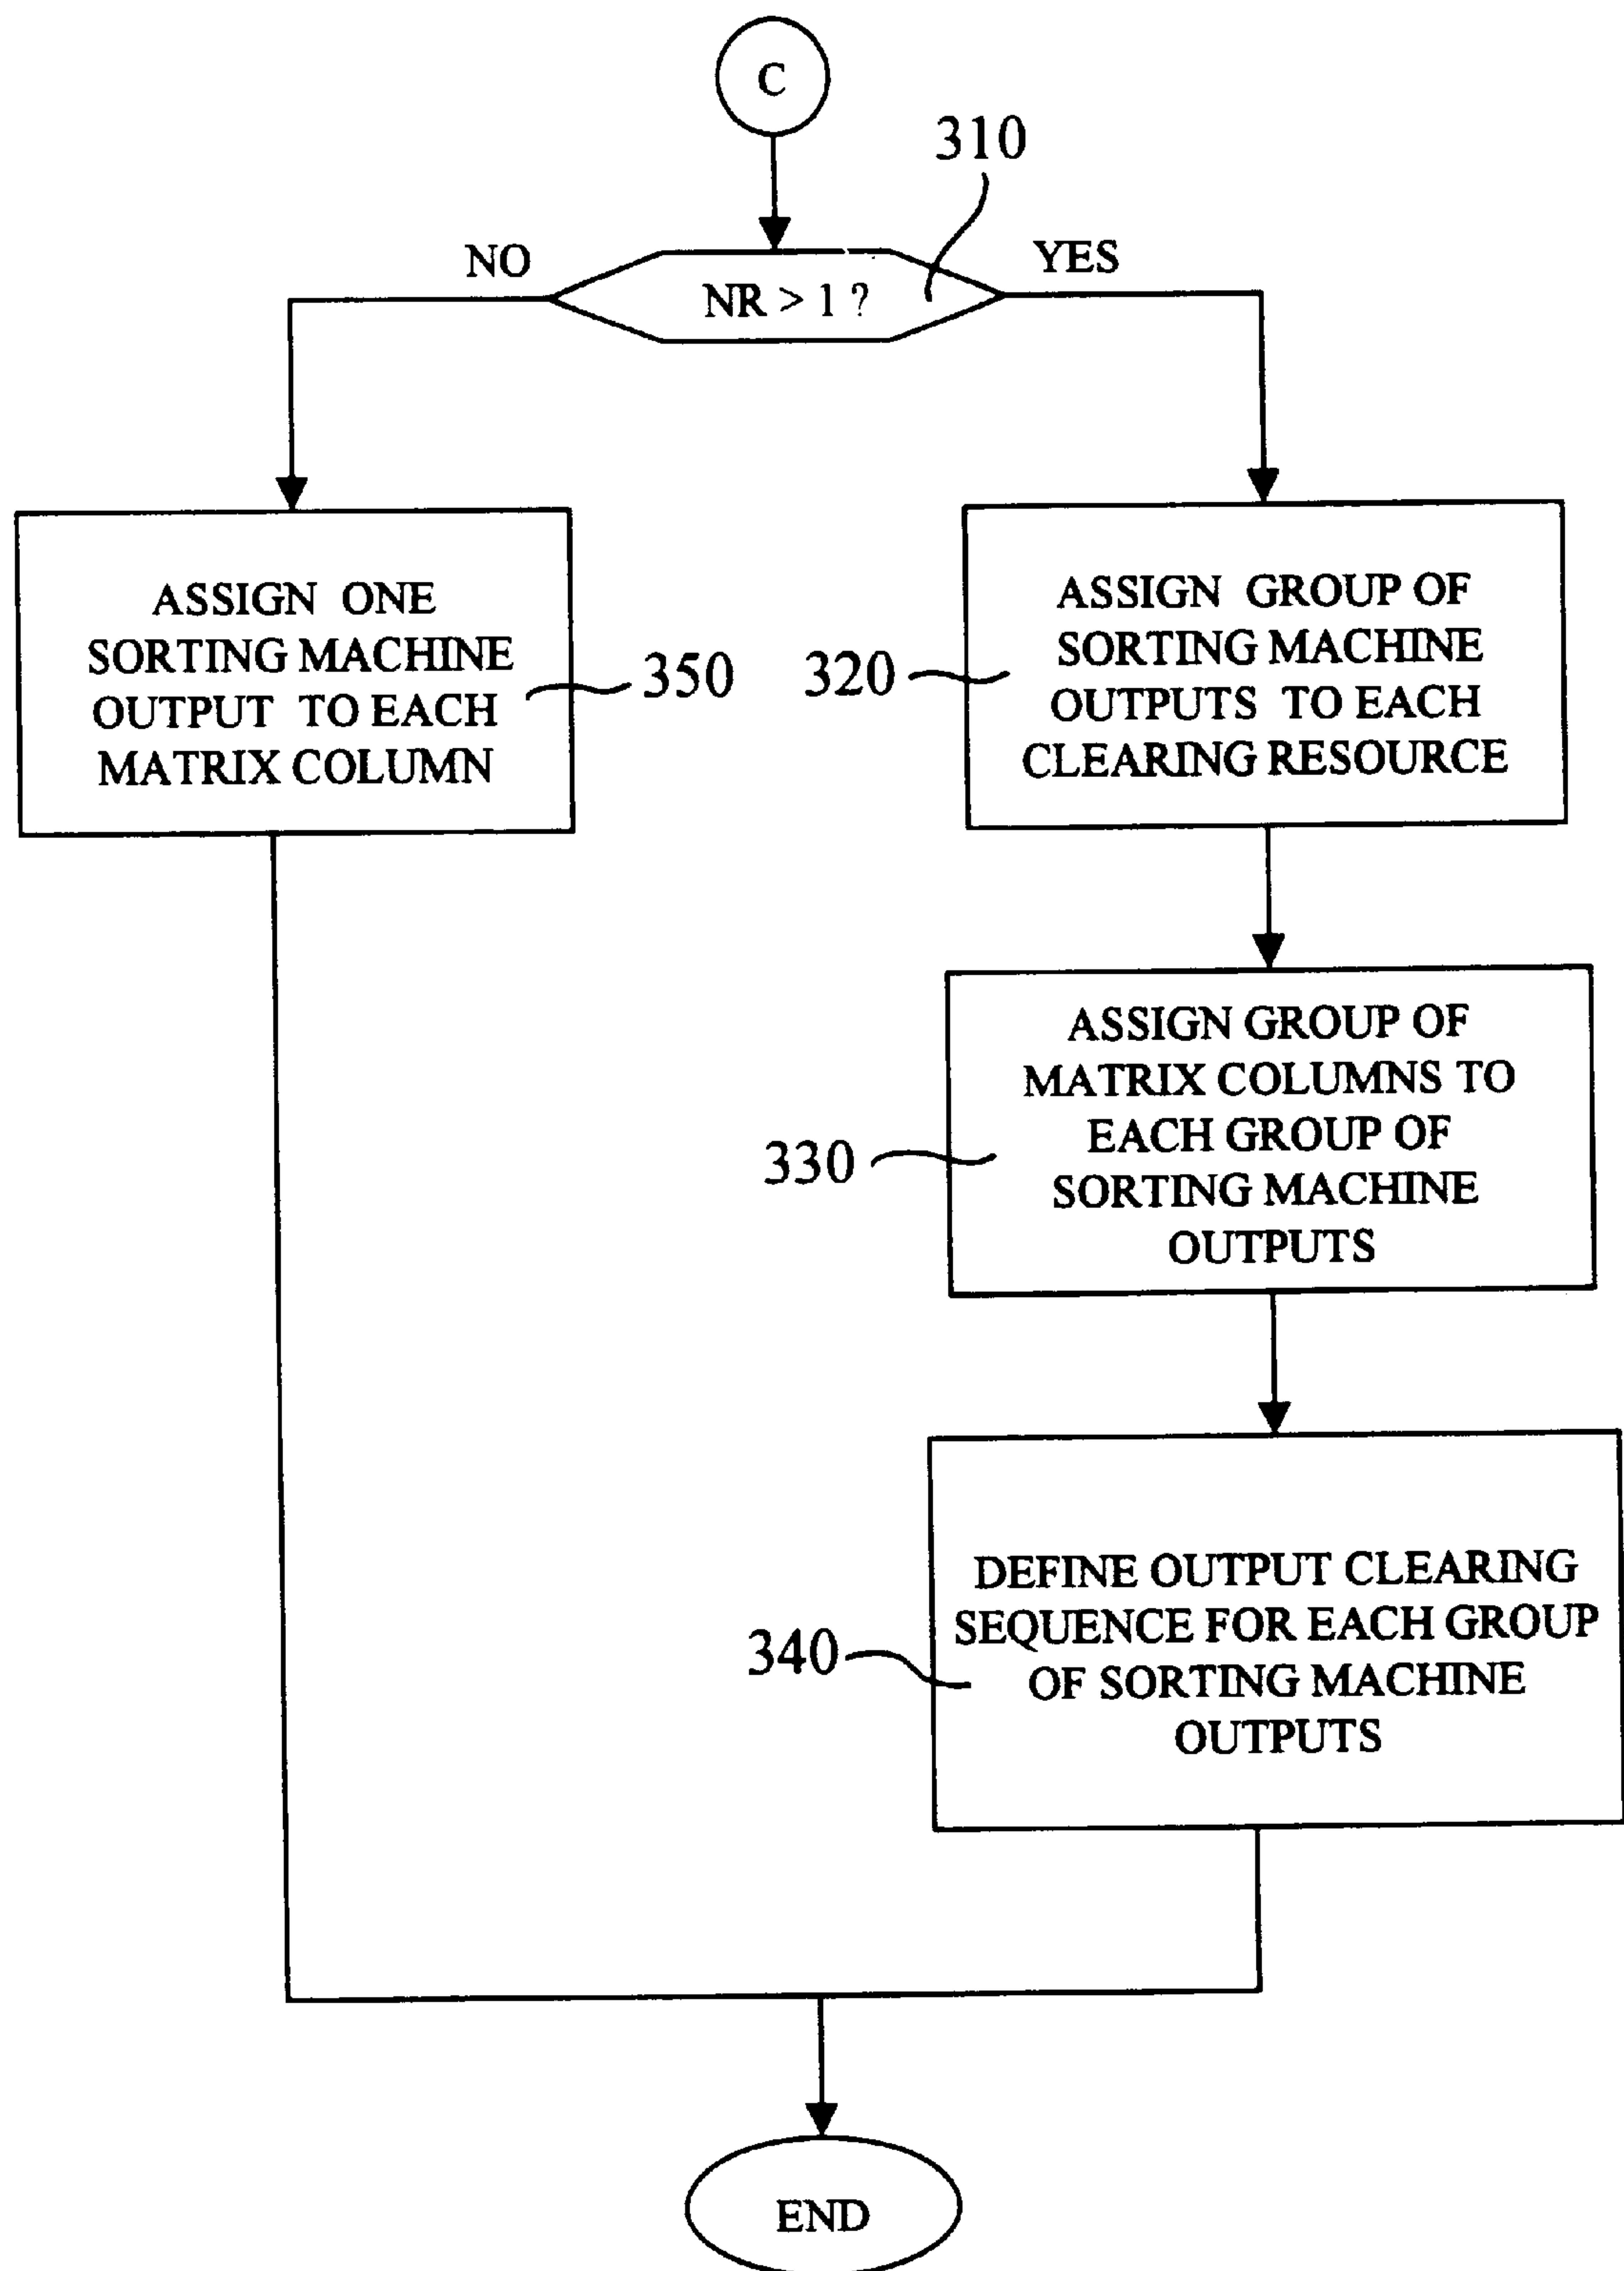 C
310
NO
YES
NR > 1 ?
ASSIGN ONE
SORTING MACHINE
OUTPUT TO EACH
MATRIX COLUMN
350
320
ASSIGN GROUP OF
SORTING MACHINE
OUTPUTS TO EACH
CLEARING RESOURCE
330
ASSIGN GROUP OF
MATRIX COLUMNS TO
EACH GROUP OF
SORTING MACHINE
OUTPUTS
340
DEFINE OUTPUT CLEARING
SEQUENCE FOR EACH GROUP
OF SORTING MACHINE
OUTPUTS
END